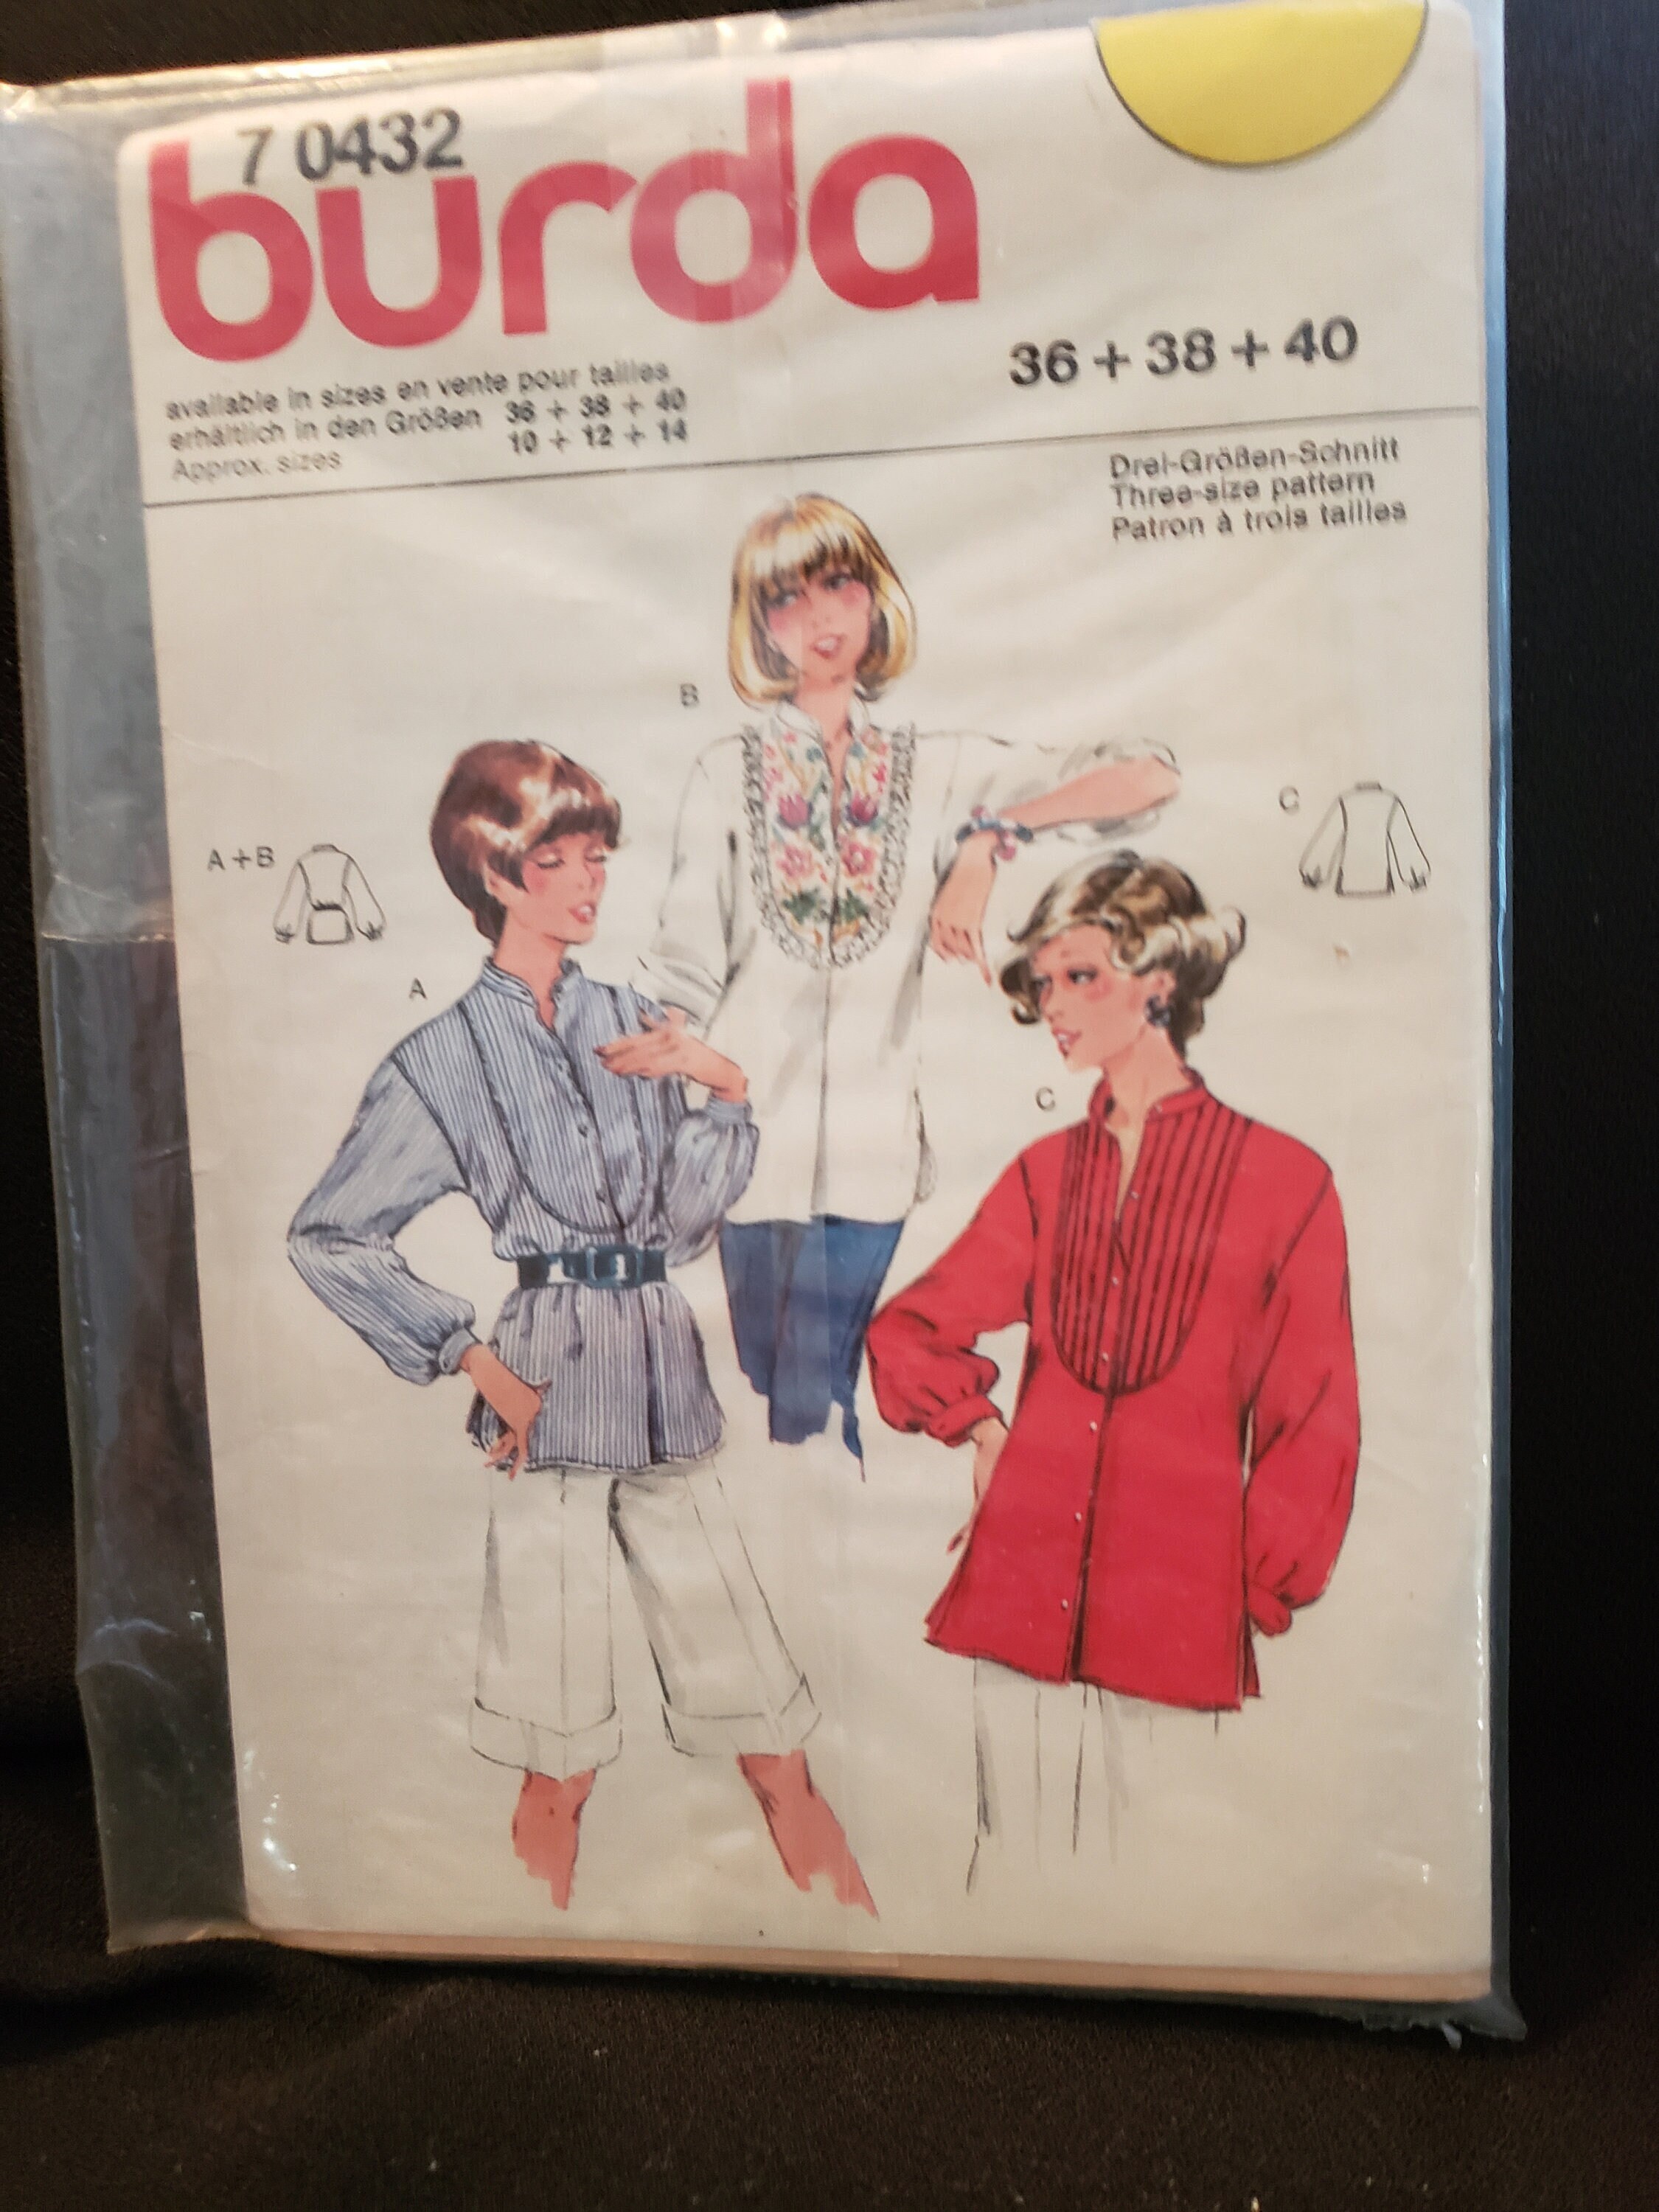 7 0432
burda
36 + 38 + 40
available in sizes en vente pour tailles
erhältlich in den Größen 36 + 38 + 40
Approx. sizes 10 + 12 + 14
Drei-Größen-Schnitt
Three-size pattern
Patron à trois tailles
B
C
A+B
A
C